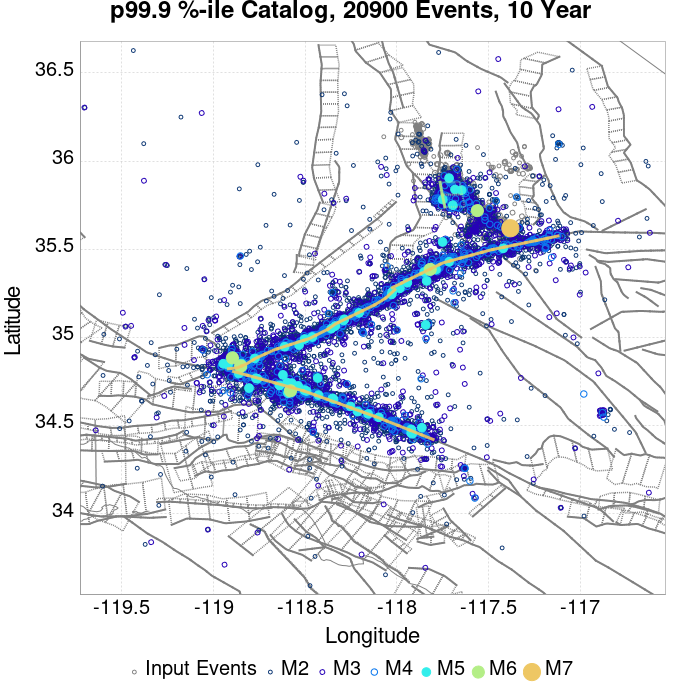 p99.9 %-ile Catalog, 20900 Events, 10 Year
36.5
36
35.5
35
34.5
34
Latitude
-119.5 -119 -118.5 -118 -117.5 -117
Longitude
Input Events M2 M3 M4 M5 M6 M7